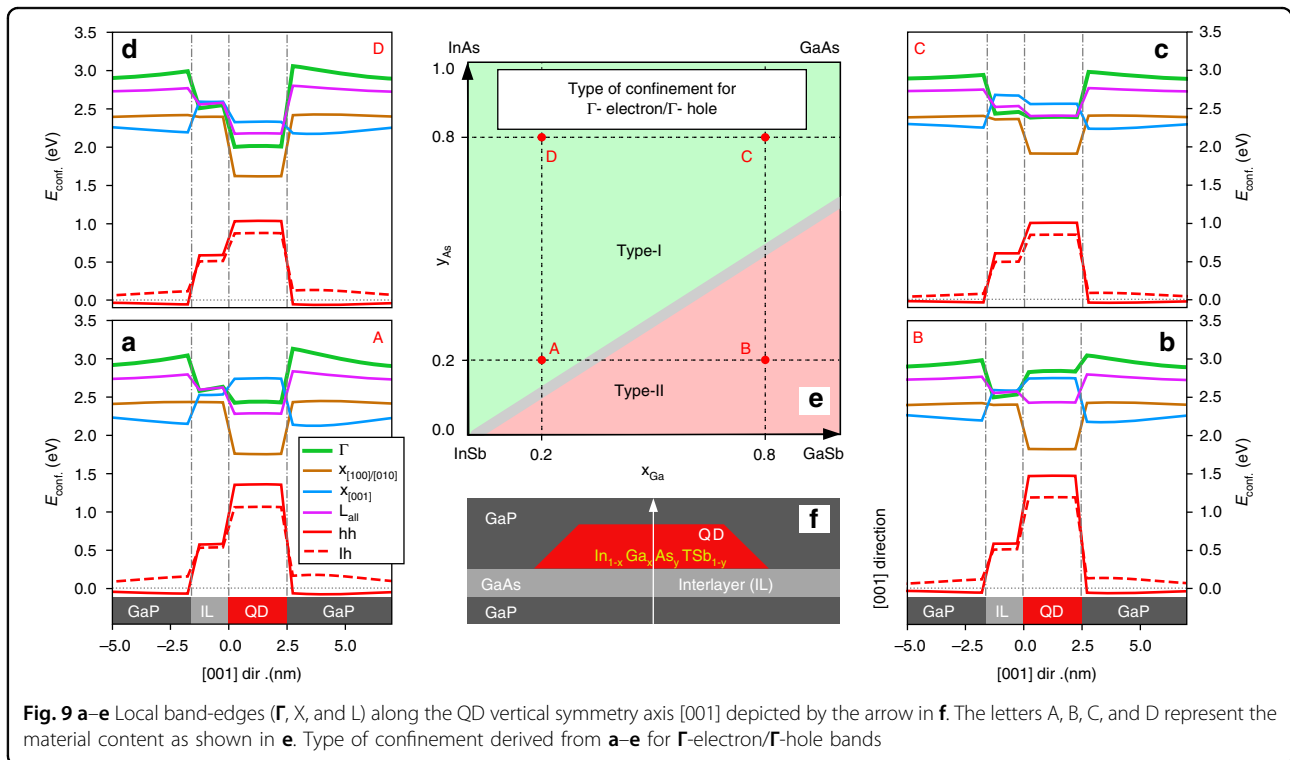 d
D
3.5
3.0
2.5
2.0
1.5
1.0
0.5
0.0
E_conf. (eV)
a
A
3.5
3.0
2.5
2.0
1.5
1.0
0.5
0.0
E_conf. (eV)
Γ
x_[100]/[010]
x_[001]
L_all
hh
lh
GaP
IL
QD
GaP
–5.0
–2.5
0.0
2.5
5.0
[001] dir .(nm)
InAs
GaAs
1.0
0.8
0.2
0.0
y_As
Type of confinement for
Γ- electron/Γ- hole
D
C
Type-I
A
B
Type-II
e
InSb
0.2
0.8
GaSb
x_Ga
GaP
f
QD
In_1-x Ga_x As_y TSb_1-y
GaAs
Interlayer (IL)
GaP
[001] direction
C
c
3.5
3.0
2.5
2.0
1.5
1.0
0.5
0.0
E_conf. (eV)
B
b
3.5
3.0
2.5
2.0
1.5
1.0
0.5
0.0
E_conf. (eV)
GaP
IL
QD
GaP
–5.0
–2.5
0.0
2.5
5.0
[001] dir .(nm)
Fig. 9 a–e Local band-edges (Γ, X, and L) along the QD vertical symmetry axis [001] depicted by the arrow in f. The letters A, B, C, and D represent the
material content as shown in e. Type of confinement derived from a–e for Γ-electron/Γ-hole bands